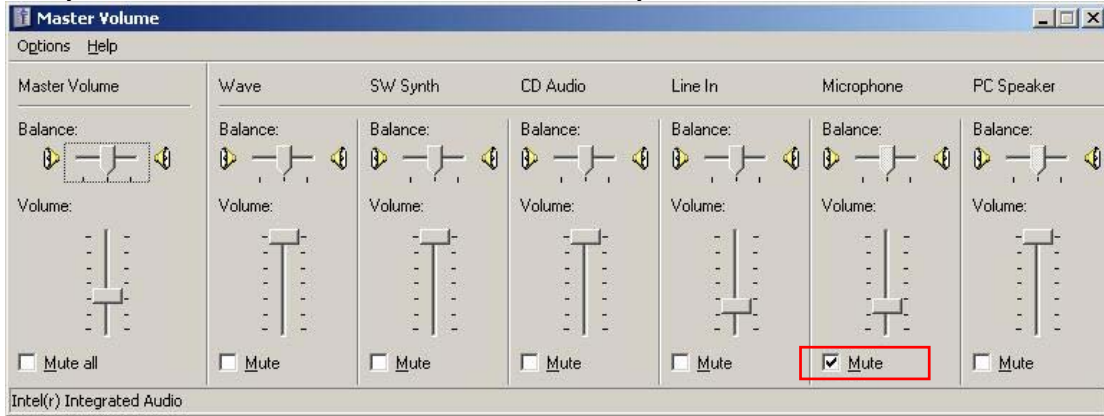 Master Volume
Options Help
Master Volume Wave SW Synth CD Audio Line In Microphone PC Speaker
Balance: Balance: Balance: Balance: Balance: Balance: Balance:
Volume: Volume: Volume: Volume: Volume: Volume: Volume:
Mute all Mute Mute Mute Mute Mute Mute
Intel(r) Integrated Audio